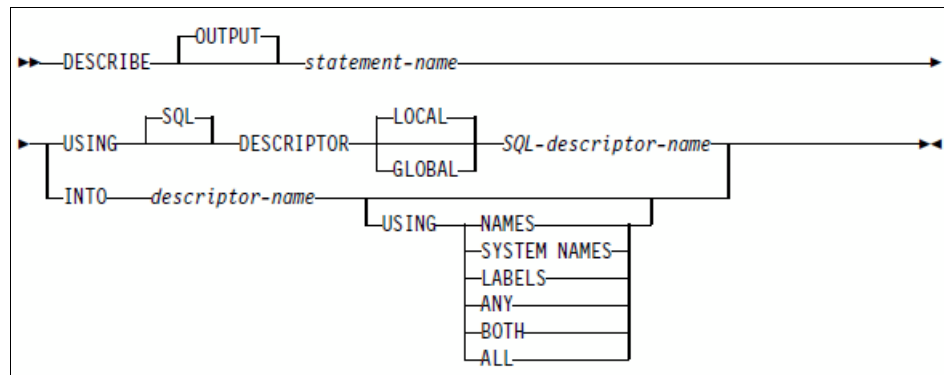 OUTPUT
DESCRIBE statement-name
SQL LOCAL
USING DESCRIPTOR SQL-descriptor-name
GLOBAL
INTO descriptor-name
USING NAMES
SYSTEM NAMES
LABELS
ANY
BOTH
ALL